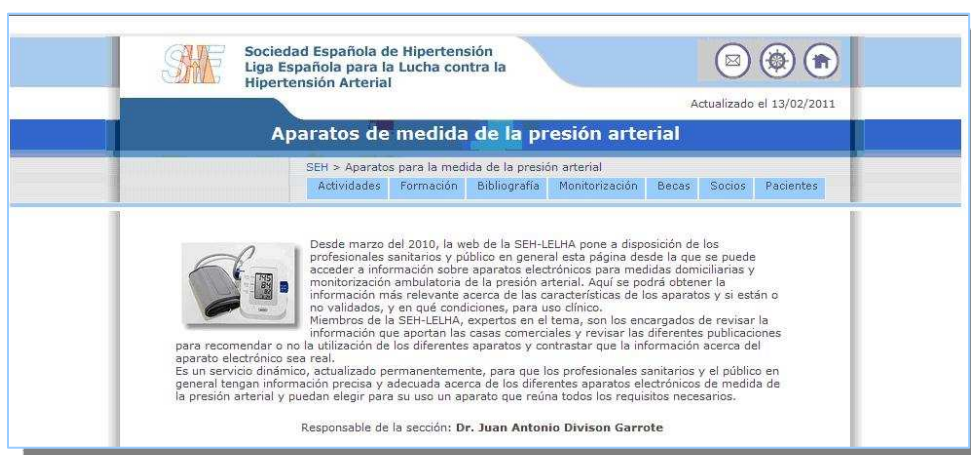 SHE
Sociedad Española de Hipertensión
Liga Española para la Lucha contra la
Hipertensión Arterial
Actualizado el 13/02/2011
Aparatos de medida de la presión arterial
SEH > Aparatos para la medida de la presión arterial
Actividades Formación Bibliografía Monitorización Becas Socios Pacientes
Desde marzo del 2010, la web de la SEH-LELHA pone a disposición de los
profesionales sanitarios y público en general esta página desde la que se puede
acceder a información sobre aparatos electrónicos para medidas domiciliarias y
monitorización ambulatoria de la presión arterial. Aquí se podrá obtener la
información más relevante acerca de las características de los aparatos y si están o
no validados, y en qué condiciones, para uso clínico.
Miembros de la SEH-LELHA, expertos en el tema, son los encargados de revisar la
información que aportan las casas comerciales y revisar las diferentes publicaciones
para recomendar o no la utilización de los diferentes aparatos y contrastar que la información acerca del
aparato electrónico sea real.
Es un servicio dinámico, actualizado permanentemente, para que los profesionales sanitarios y el público en
general tengan información precisa y adecuada acerca de los diferentes aparatos electrónicos de medida de
la presión arterial y puedan elegir para su uso un aparato que reúna todos los requisitos necesarios.
Responsable de la sección: Dr. Juan Antonio Divison Garrote